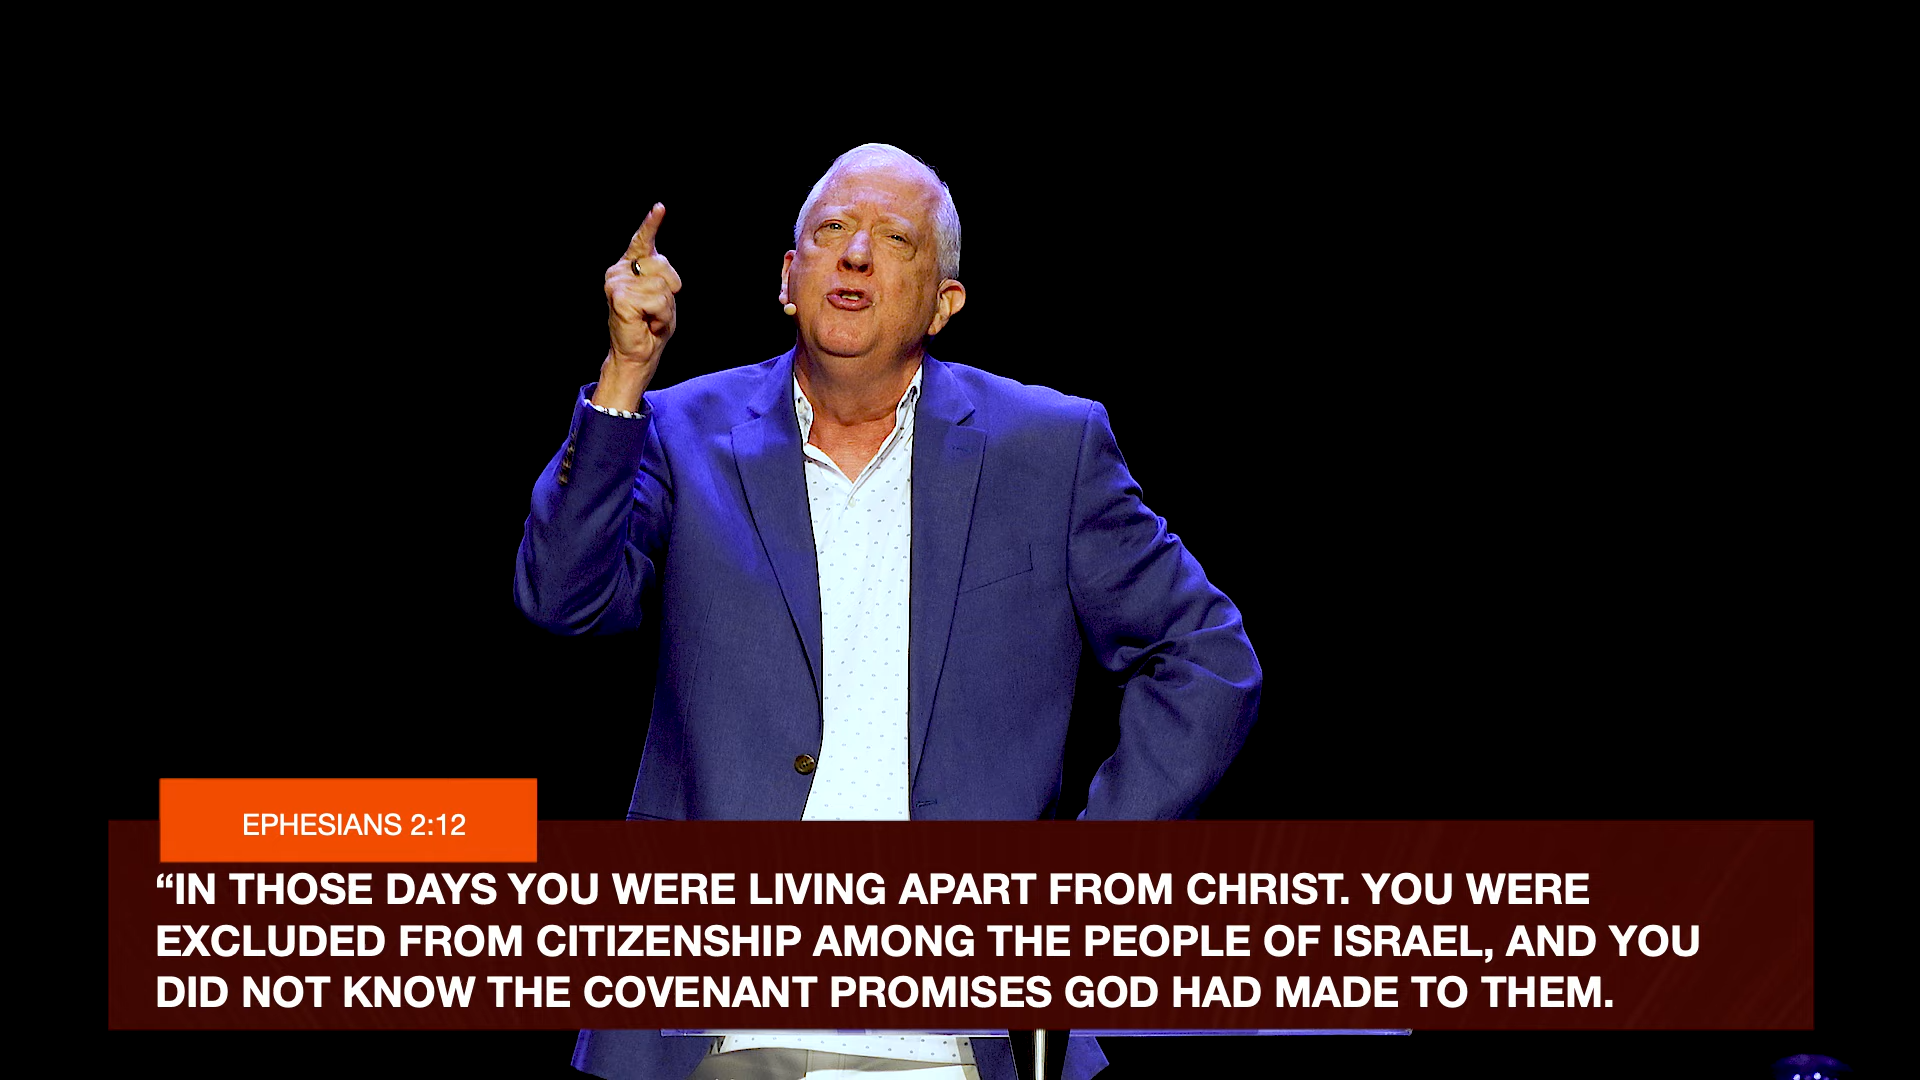 EPHESIANS 2:12
“IN THOSE DAYS YOU WERE LIVING APART FROM CHRIST. YOU WERE
EXCLUDED FROM CITIZENSHIP AMONG THE PEOPLE OF ISRAEL, AND YOU
DID NOT KNOW THE COVENANT PROMISES GOD HAD MADE TO THEM.